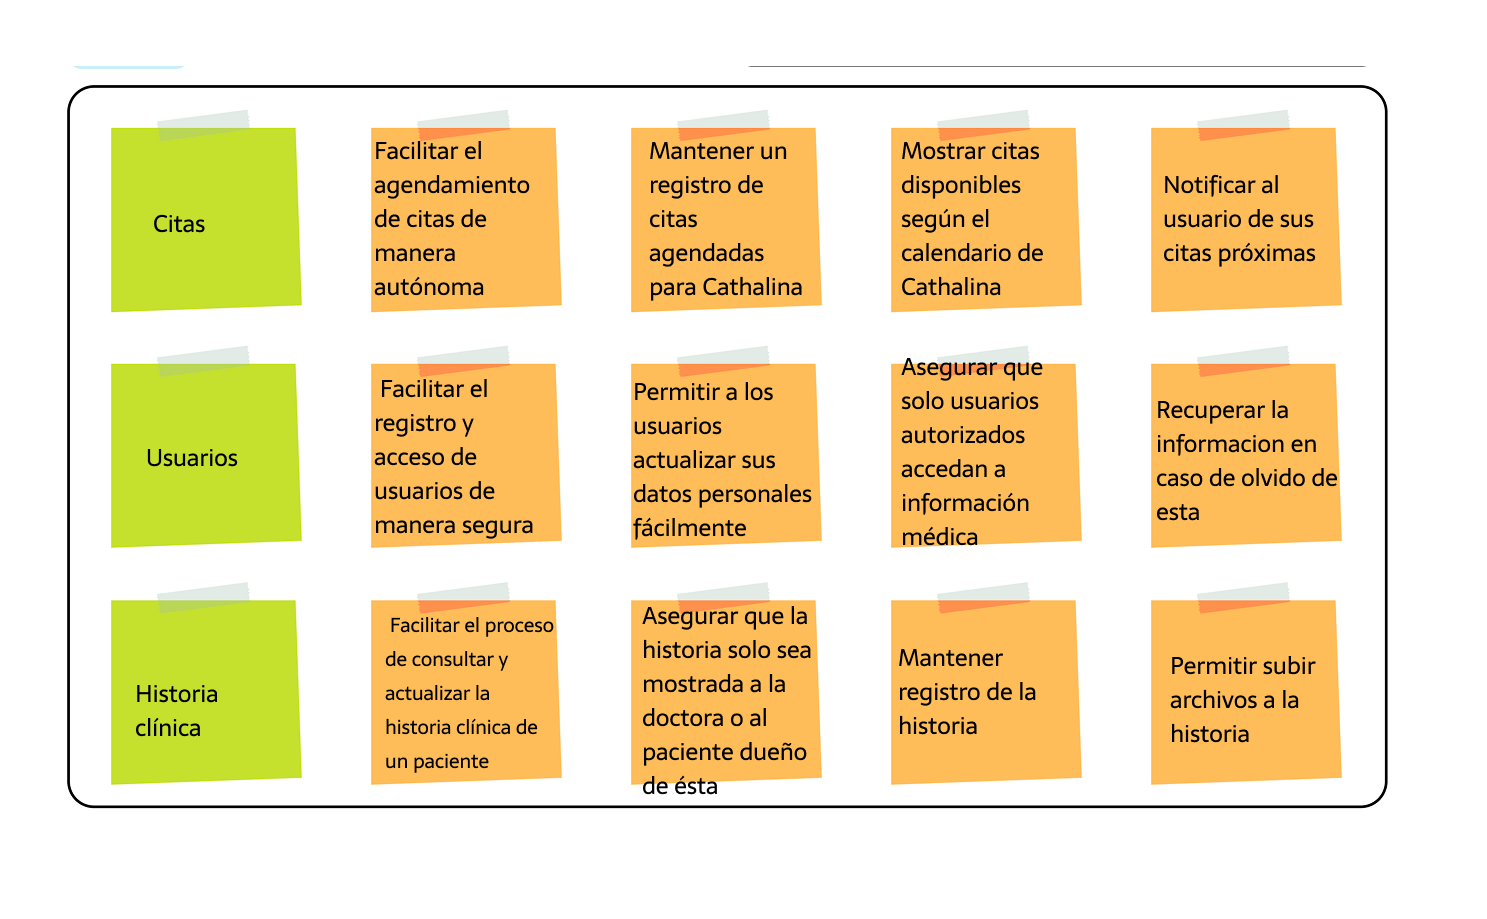 Citas
Facilitar el
agendamiento
de citas de
manera
autónoma
Mantener un
registro de
citas
agendadas
para Cathalina
Mostrar citas
disponibles
según el
calendario de
Cathalina
Notificar al
usuario de sus
citas próximas
Usuarios
Facilitar el
registro y
acceso de
usuarios de
manera segura
Permitir a los
usuarios
actualizar sus
datos personales
fácilmente
Asegurar que
solo usuarios
autorizados
accedan a
información
médica
Recuperar la
informacion en
caso de olvido de
esta
Historia
clínica
Facilitar el proceso
de consultar y
actualizar la
historia clínica de
un paciente
Asegurar que la
historia solo sea
mostrada a la
doctora o al
paciente dueño
de ésta
Mantener
registro de la
historia
Permitir subir
archivos a la
historia